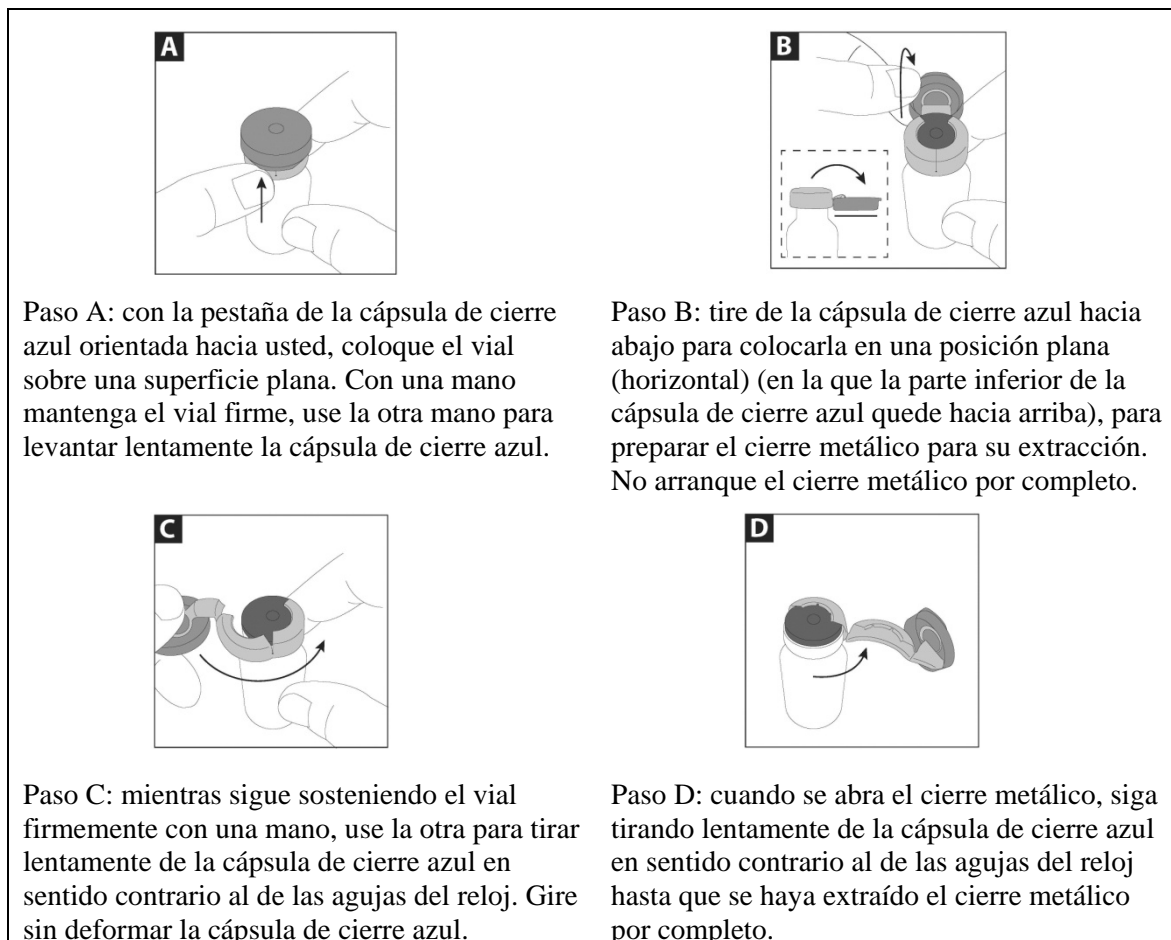 A
Paso A: con la pestaña de la cápsula de cierre
azul orientada hacia usted, coloque el vial
sobre una superficie plana. Con una mano
mantenga el vial firme, use la otra mano para
levantar lentamente la cápsula de cierre azul.
B
Paso B: tire de la cápsula de cierre azul hacia
abajo para colocarla en una posición plana
(horizontal) (en la que la parte inferior de la
cápsula de cierre azul quede hacia arriba), para
preparar el cierre metálico para su extracción.
No arranque el cierre metálico por completo.
C
Paso C: mientras sigue sosteniendo el vial
firmemente con una mano, use la otra para tirar
lentamente de la cápsula de cierre azul en
sentido contrario al de las agujas del reloj. Gire
sin deformar la cápsula de cierre azul.
D
Paso D: cuando se abra el cierre metálico, siga
tirando lentamente de la cápsula de cierre azul
en sentido contrario al de las agujas del reloj
hasta que se haya extraído el cierre metálico
por completo.